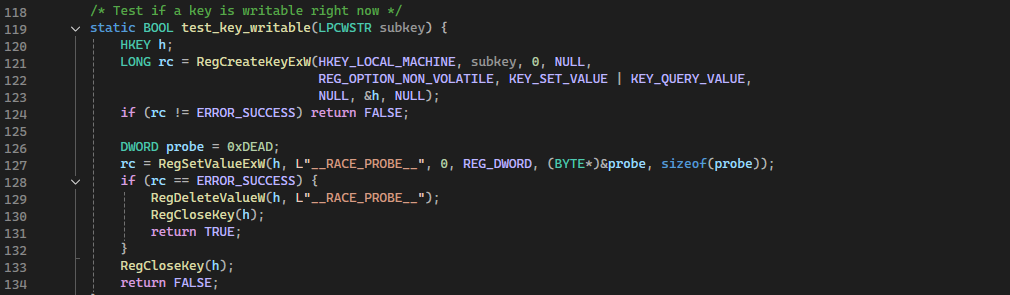 118 /* Test if a key is writable right now */
119 static BOOL test_key_writable(LPCWSTR subkey) {
120 HKEY h;
121 LONG rc = RegCreateKeyExW(HKEY_LOCAL_MACHINE, subkey, 0, NULL,
122 REG_OPTION_NON_VOLATILE, KEY_SET_VALUE | KEY_QUERY_VALUE,
123 NULL, &h, NULL);
124 if (rc != ERROR_SUCCESS) return FALSE;
125
126 DWORD probe = 0xDEAD;
127 rc = RegSetValueExW(h, L"__RACE_PROBE__", 0, REG_DWORD, (BYTE*)&probe, sizeof(probe));
128 if (rc == ERROR_SUCCESS) {
129 RegDeleteValueW(h, L"__RACE_PROBE__");
130 RegCloseKey(h);
131 return TRUE;
132 }
133 RegCloseKey(h);
134 return FALSE;